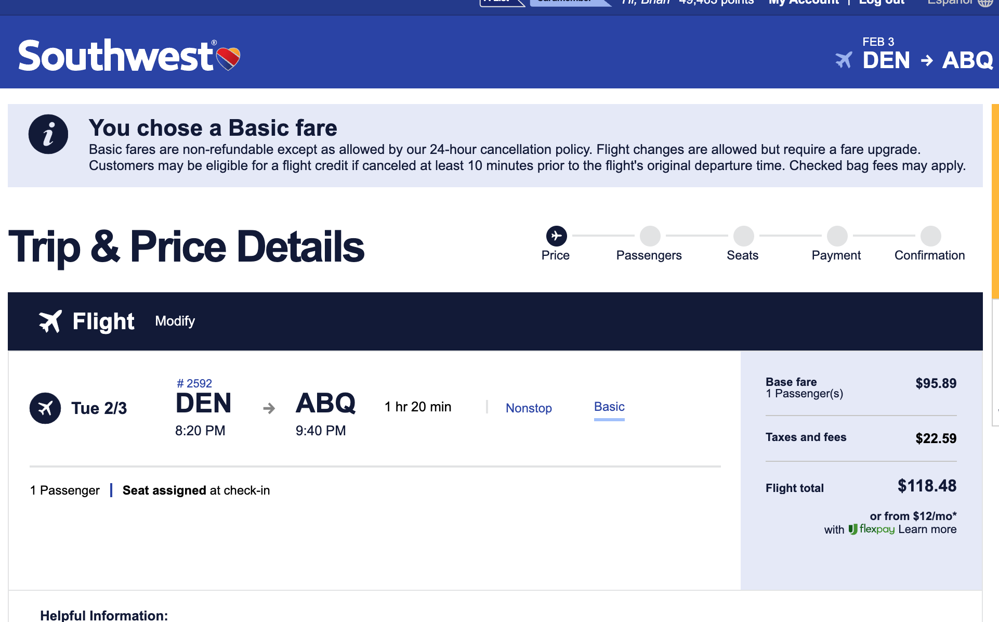 Hi, Brian 49,465 points My Account | Log out Español
Southwest®
FEB 3
DEN → ABQ
You chose a Basic fare
Basic fares are non-refundable except as allowed by our 24-hour cancellation policy. Flight changes are allowed but require a fare upgrade.
Customers may be eligible for a flight credit if canceled at least 10 minutes prior to the flight's original departure time. Checked bag fees may apply.
Trip & Price Details
Price Passengers Seats Payment Confirmation
Flight Modify
# 2592
Tue 2/3 DEN → ABQ 1 hr 20 min Nonstop Basic
8:20 PM 9:40 PM
1 Passenger | Seat assigned at check-in
Base fare $95.89
1 Passenger(s)
Taxes and fees $22.59
Flight total $118.48
or from $12/mo*
with flexpay Learn more
Helpful Information: